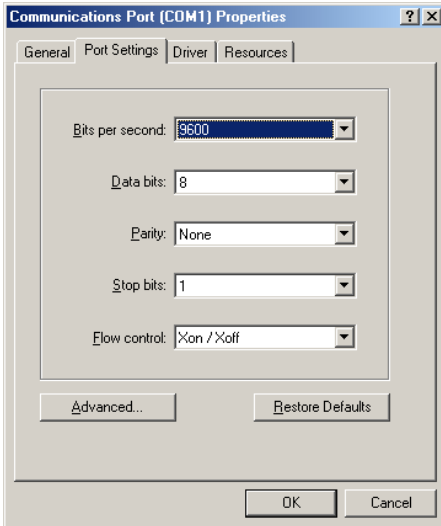 Communications Port (COM1) Properties
General Port Settings Driver Resources
Bits per second: 9600
Data bits: 8
Parity: None
Stop bits: 1
Flow control: Xon / Xoff
Advanced... Restore Defaults
OK Cancel